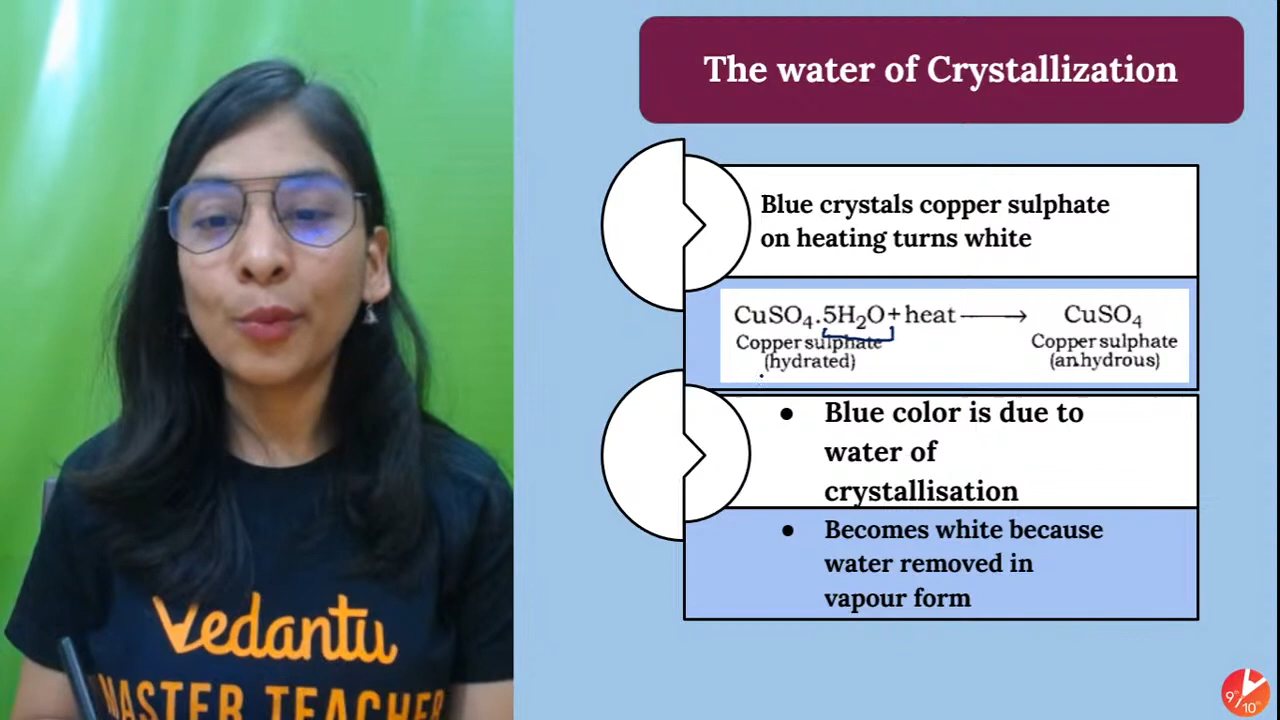 The water of Crystallization
Blue crystals copper sulphate
on heating turns white
CuSO₄.5H₂O + heat ⟶ CuSO₄
Copper sulphate Copper sulphate
(hydrated) (anhydrous)
● Blue color is due to
water of
crystallisation
● Becomes white because
water removed in
vapour form
Vedantu
MASTER TEACHER
9th/10th